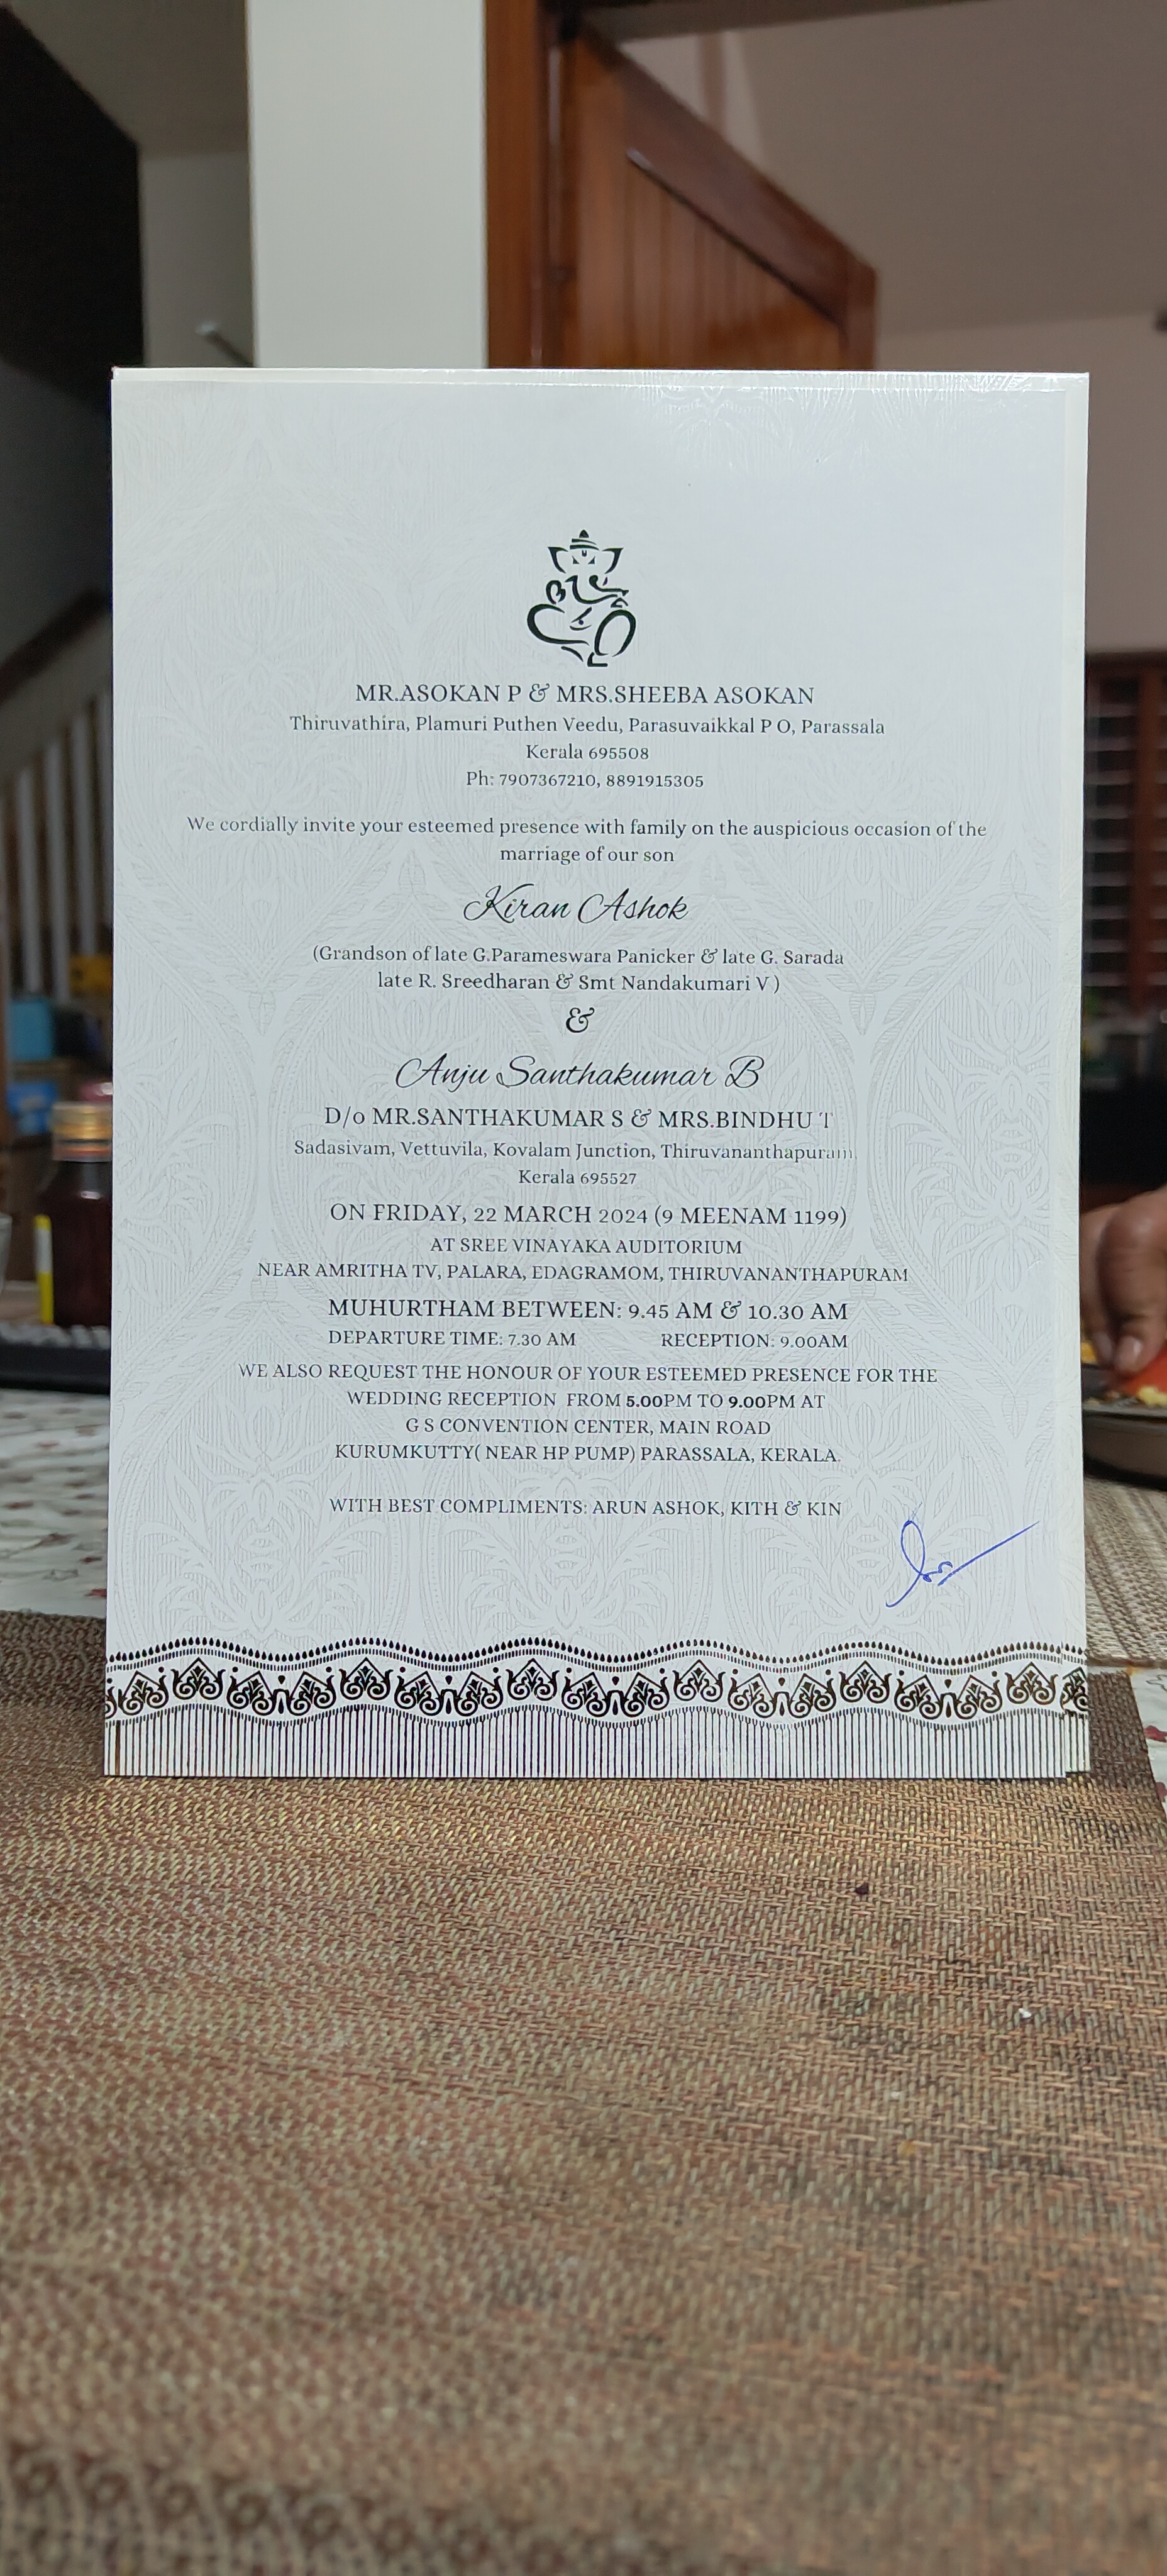 MR.ASOKAN P & MRS.SHEEBA ASOKAN
Thiruvathira, Plamuri Puthen Veedu, Parasuvaikkal P O, Parassala
Kerala 695508
Ph: 7907367210, 8891915305
We cordially invite your esteemed presence with family on the auspicious occasion of the
marriage of our son
Kiran Ashok
(Grandson of late G.Parameswara Panicker & late G. Sarada
late R. Sreedharan & Smt Nandakumari V )
&
Anju Santhakumar B
D/o MR.SANTHAKUMAR S & MRS.BINDHU T
Sadasivam, Vettuvila, Kovalam Junction, Thiruvananthapuram,
Kerala 695527
ON FRIDAY, 22 MARCH 2024 (9 MEENAM 1199)
AT SREE VINAYAKA AUDITORIUM
NEAR AMRITHA TV, PALARA, EDAGRAMOM, THIRUVANANTHAPURAM
MUHURTHAM BETWEEN: 9.45 AM & 10.30 AM
DEPARTURE TIME: 7.30 AM RECEPTION: 9.00AM
WE ALSO REQUEST THE HONOUR OF YOUR ESTEEMED PRESENCE FOR THE
WEDDING RECEPTION FROM 5.00PM TO 9.00PM AT
G S CONVENTION CENTER, MAIN ROAD
KURUMKUTTY( NEAR HP PUMP) PARASSALA, KERALA.
WITH BEST COMPLIMENTS: ARUN ASHOK, KITH & KIN